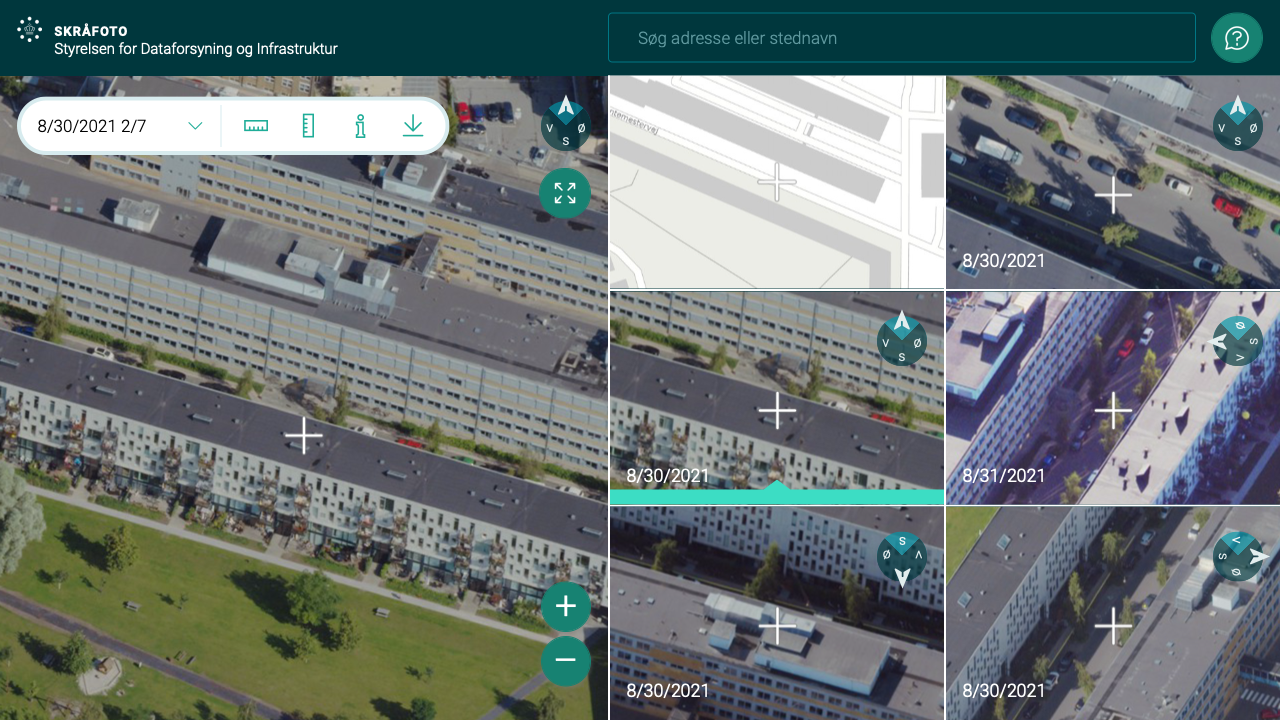 SKRÅFOTO
Styrelsen for Dataforsyning og Infrastruktur
Søg adresse eller stednavn
8/30/2021 2/7
V S Ø
V S Ø
8/30/2021
V S Ø
8/30/2021
Ø S V
8/31/2021
S Ø V
8/30/2021
V S Ø
8/30/2021